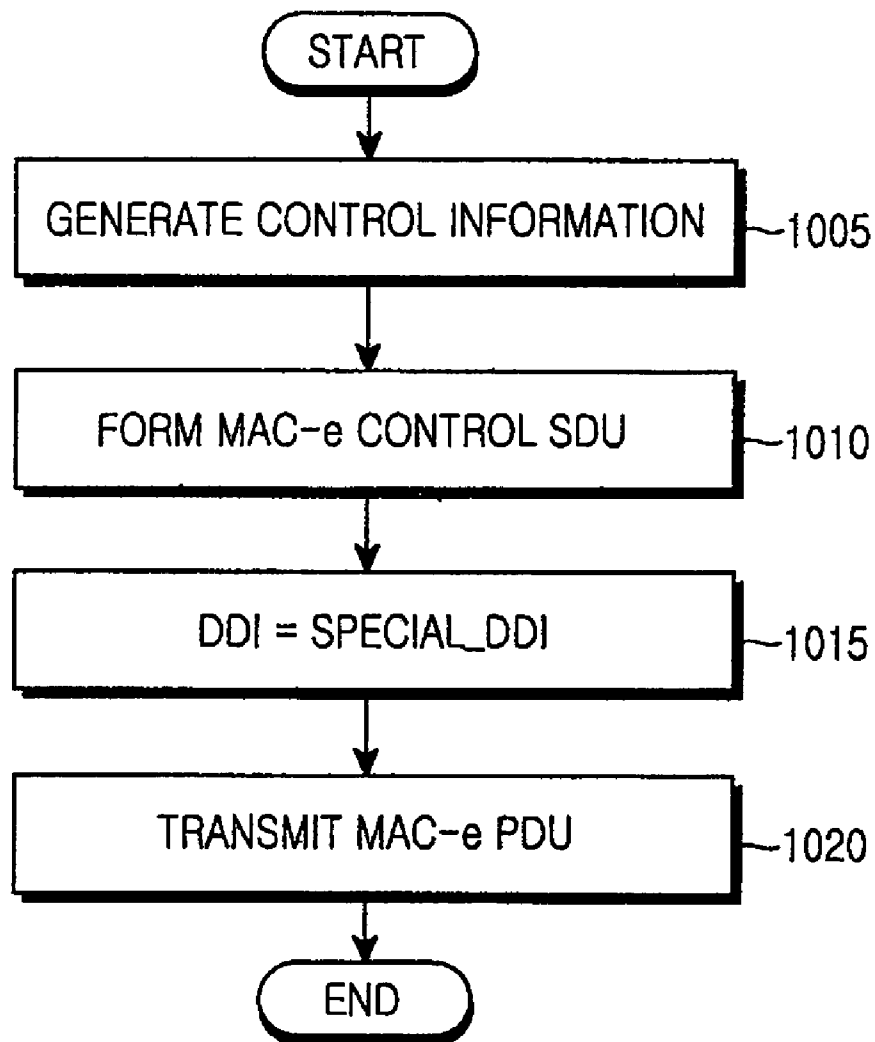 START
GENERATE CONTROL INFORMATION
1005
FORM MAC-e CONTROL SDU
1010
DDI = SPECIAL_DDI
1015
TRANSMIT MAC-e PDU
1020
END